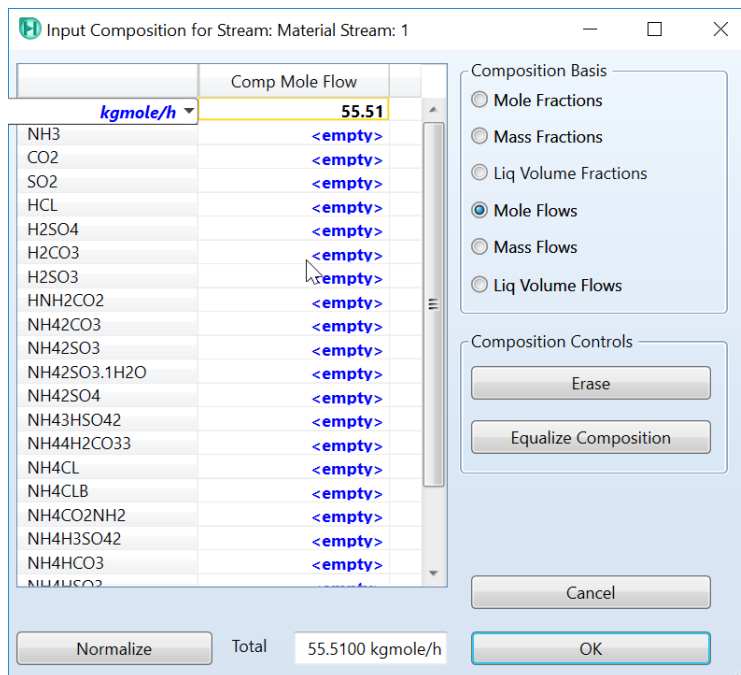 Input Composition for Stream: Material Stream: 1
Comp Mole Flow
kgmole/h 55.51
NH3 <empty>
CO2 <empty>
SO2 <empty>
HCL <empty>
H2SO4 <empty>
H2CO3 <empty>
H2SO3 <empty>
HNH2CO2 <empty>
NH42CO3 <empty>
NH42SO3 <empty>
NH42SO3.1H2O <empty>
NH42SO4 <empty>
NH43HSO42 <empty>
NH44H2CO33 <empty>
NH4CL <empty>
NH4CLB <empty>
NH4CO2NH2 <empty>
NH4H3SO42 <empty>
NH4HCO3 <empty>
NH4HSO3 <empty>
Normalize
Total 55.5100 kgmole/h
Composition Basis
Mole Fractions
Mass Fractions
Liq Volume Fractions
Mole Flows
Mass Flows
Liq Volume Flows
Composition Controls
Erase
Equalize Composition
Cancel
OK